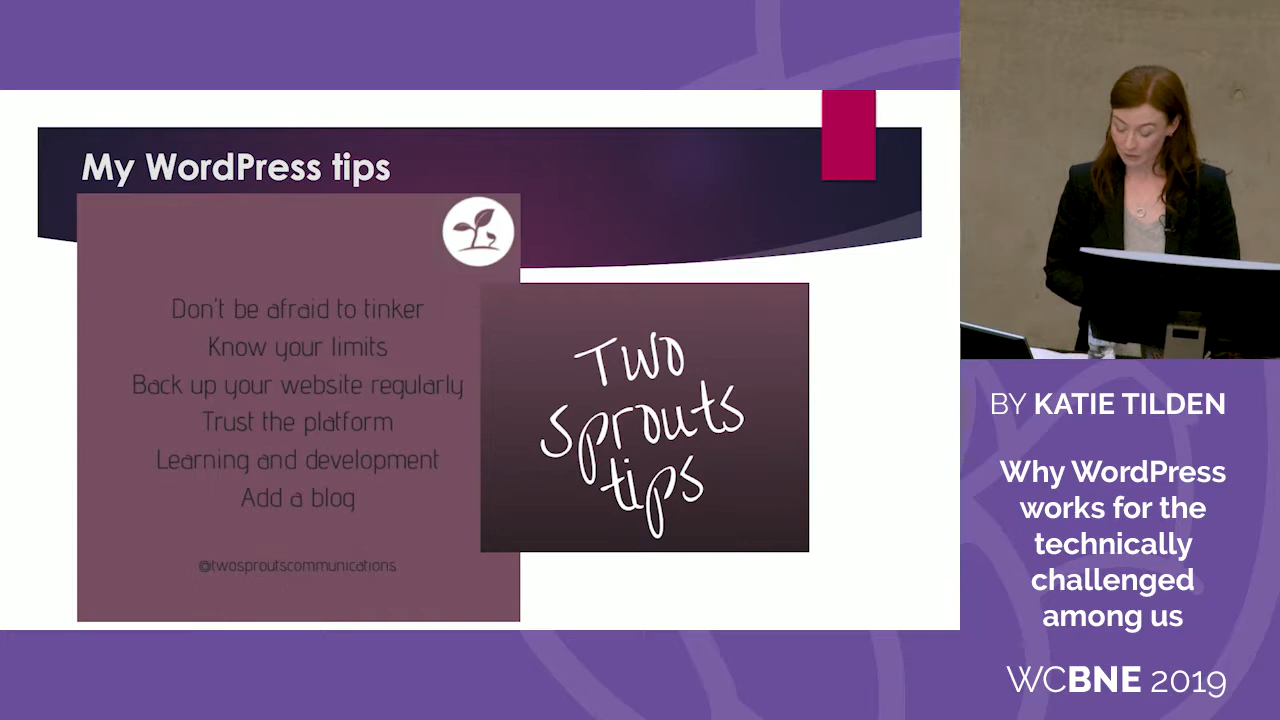 My WordPress tips
Don't be afraid to tinker
Know your limits
Back up your website regularly
Trust the platform
Learning and development
Add a blog
@twosproutscommunications
Two
Sprouts
tips
BY KATIE TILDEN
Why WordPress
works for the
technically
challenged
among us
WCBNE 2019